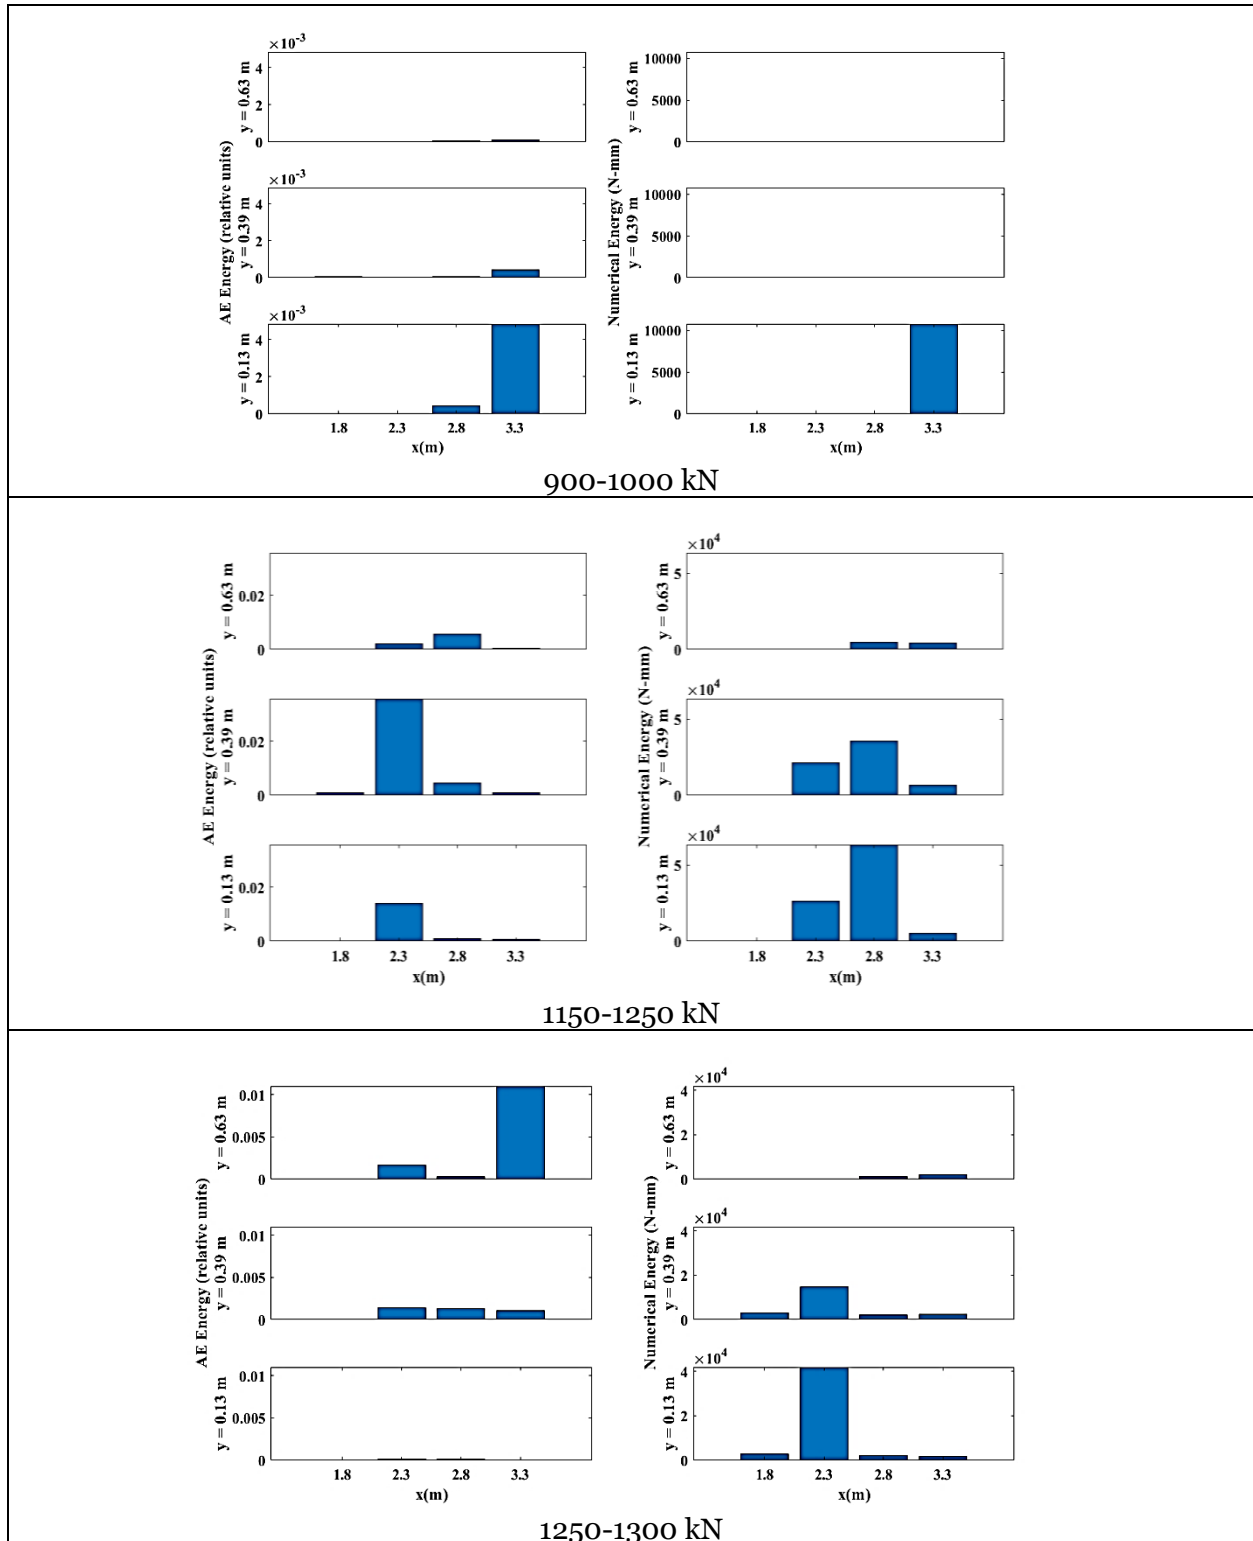 ×10⁻³
4
2
0
y = 0.63 m
×10⁻³
4
2
0
y = 0.39 m
×10⁻³
4
2
0
y = 0.13 m
AE Energy (relative units)
1.8 2.3 2.8 3.3
x(m)
10000
5000
0
y = 0.63 m
10000
5000
0
y = 0.39 m
10000
5000
0
y = 0.13 m
Numerical Energy (N-mm)
1.8 2.3 2.8 3.3
x(m)
900-1000 kN
0.02
0
y = 0.63 m
0.02
0
y = 0.39 m
0.02
0
y = 0.13 m
AE Energy (relative units)
1.8 2.3 2.8 3.3
x(m)
×10⁴
5
0
y = 0.63 m
×10⁴
5
0
y = 0.39 m
×10⁴
5
0
y = 0.13 m
Numerical Energy (N-mm)
1.8 2.3 2.8 3.3
x(m)
1150-1250 kN
0.01
0.005
0
y = 0.63 m
0.01
0.005
0
y = 0.39 m
0.01
0.005
0
y = 0.13 m
AE Energy (relative units)
1.8 2.3 2.8 3.3
x(m)
×10⁴
4
2
0
y = 0.63 m
×10⁴
4
2
0
y = 0.39 m
×10⁴
4
2
0
y = 0.13 m
Numerical Energy (N-mm)
1.8 2.3 2.8 3.3
x(m)
1250-1300 kN